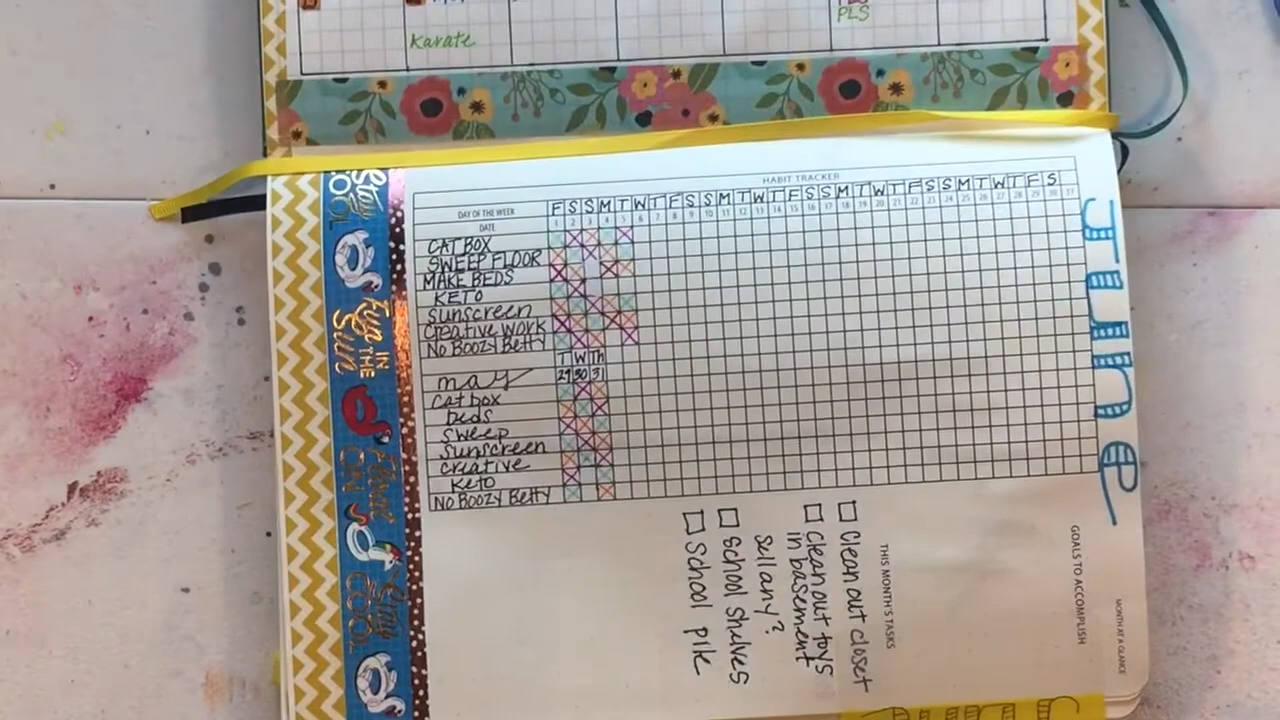 Karate
PLS
HABIT TRACKER
DAY OF THE WEEK F S S M T W T F S S M T W T F S S M T W T F S S M T W T F S
DATE 1 2 3 4 5 6 7 8 9 10 11 12 13 14 15 16 17 18 19 20 21 22 23 24 25 26 27 28 29 30 31
CAT BOX
SWEEP FLOOR
MAKE BEDS
KETO
Sunscreen
Creative Work
No Boozy Betty
T W Th
may 29 30 31
Cat box
beds
sweep
sunscreen
creative
Keto
No Boozy Betty
June
MONTH AT A GLANCE
GOALS TO ACCOMPLISH
THIS MONTH'S TASKS
Clean out closet
Clean out toys
in basement
sell any?
School shelves
School
Stay
COOL
Fun
IN THE
Sun
Float
ON
Stay
COOL